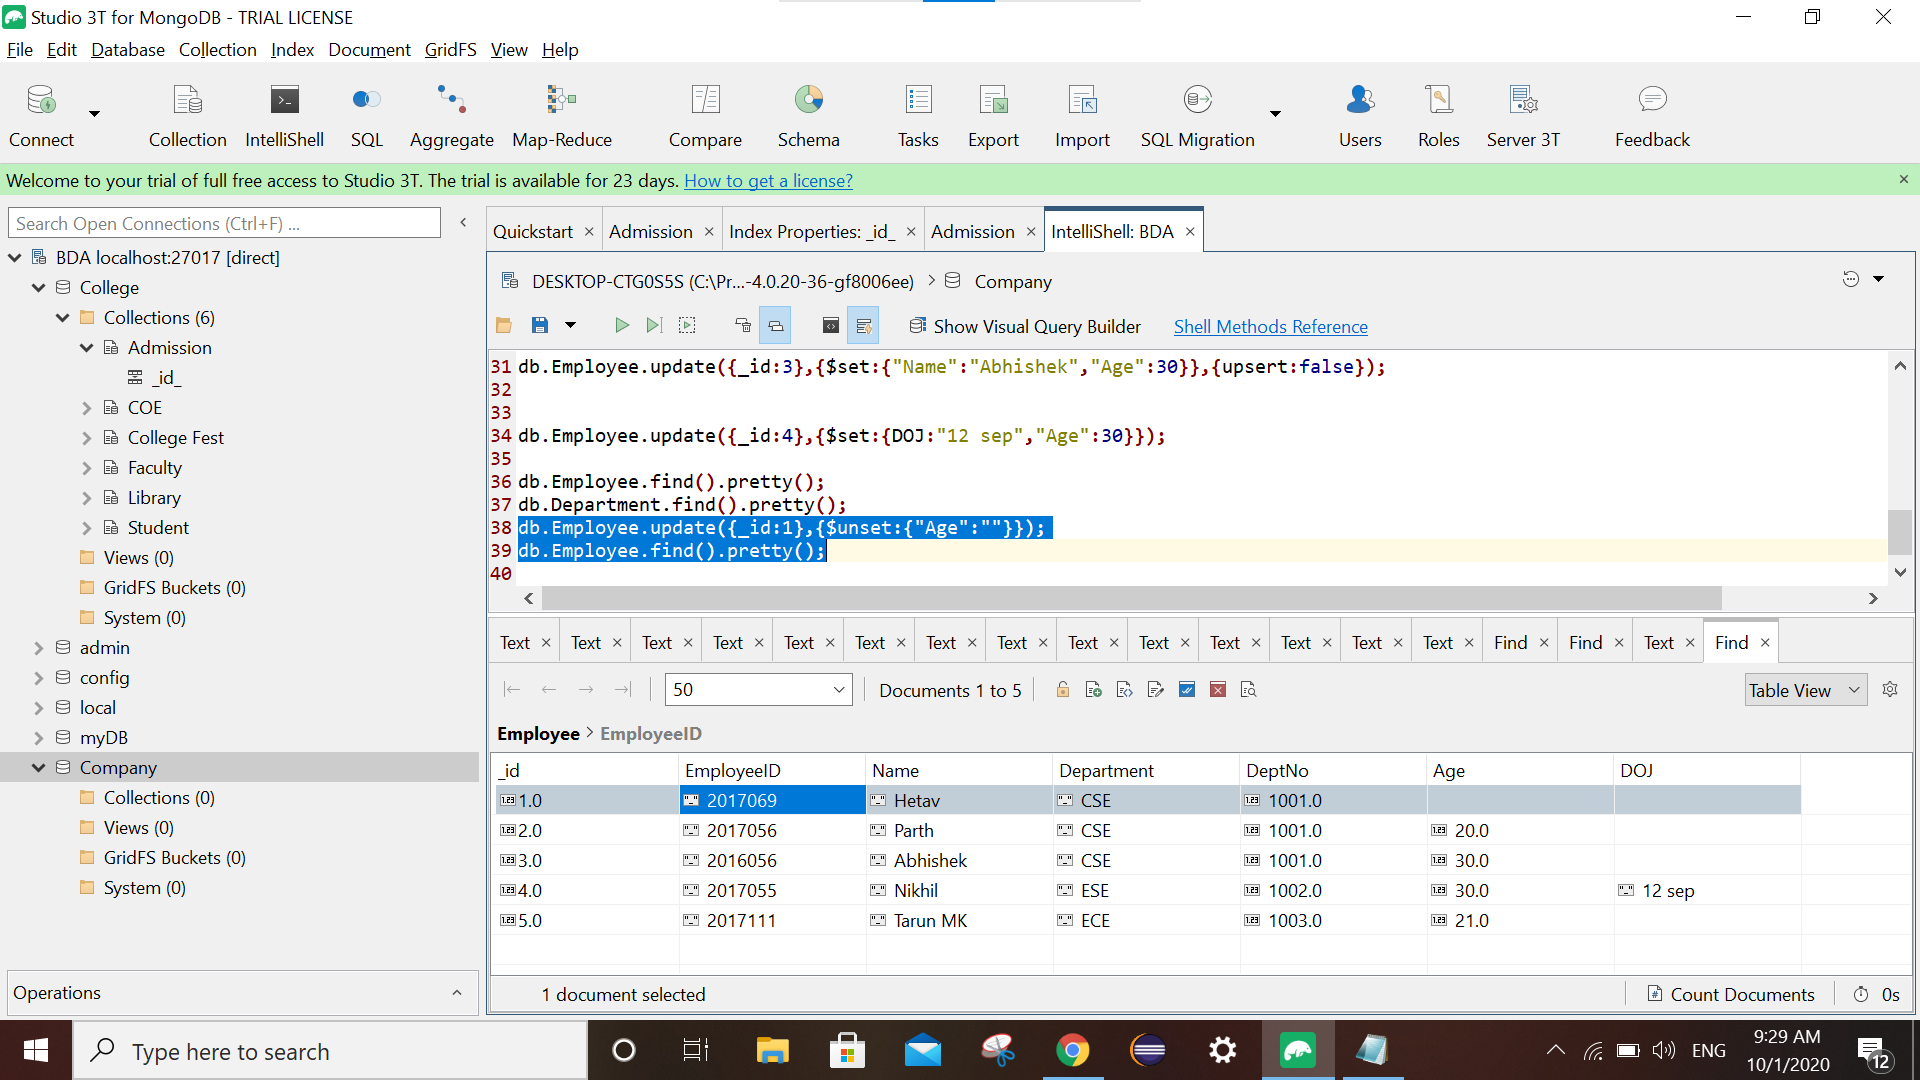 Studio 3T for MongoDB - TRIAL LICENSE
File Edit Database Collection Index Document GridFS View Help
Connect Collection IntelliShell SQL Aggregate Map-Reduce Compare Schema Tasks Export Import SQL Migration Users Roles Server 3T Feedback
Welcome to your trial of full free access to Studio 3T. The trial is available for 23 days. How to get a license?
Search Open Connections (Ctrl+F) ...
BDA localhost:27017 [direct]
College
Collections (6)
Admission
_id_
COE
College Fest
Faculty
Library
Student
Views (0)
GridFS Buckets (0)
System (0)
admin
config
local
myDB
Company
Collections (0)
Views (0)
GridFS Buckets (0)
System (0)
Operations
Quickstart Admission Index Properties: _id_ Admission IntelliShell: BDA
DESKTOP-CTG0S5S (C:\Pr...-4.0.20-36-gf8006ee) > Company
Show Visual Query Builder Shell Methods Reference
31 db.Employee.update({_id:3},{$set:{"Name":"Abhishek","Age":30}},{upsert:false});
32
33
34 db.Employee.update({_id:4},{$set:{DOJ:"12 sep","Age":30}});
35
36 db.Employee.find().pretty();
37 db.Department.find().pretty();
38 db.Employee.update({_id:1},{$unset:{"Age":""}});
39 db.Employee.find().pretty();
40
Text Text Text Text Text Text Text Text Text Text Text Text Text Text Find Find Text Find
50 Documents 1 to 5 Table View
Employee > EmployeeID
_id EmployeeID Name Department DeptNo Age DOJ
1.0 2017069 Hetav CSE 1001.0
2.0 2017056 Parth CSE 1001.0 20.0
3.0 2016056 Abhishek CSE 1001.0 30.0
4.0 2017055 Nikhil ESE 1002.0 30.0 12 sep
5.0 2017111 Tarun MK ECE 1003.0 21.0
1 document selected Count Documents 0s
Type here to search
ENG
9:29 AM
10/1/2020
12